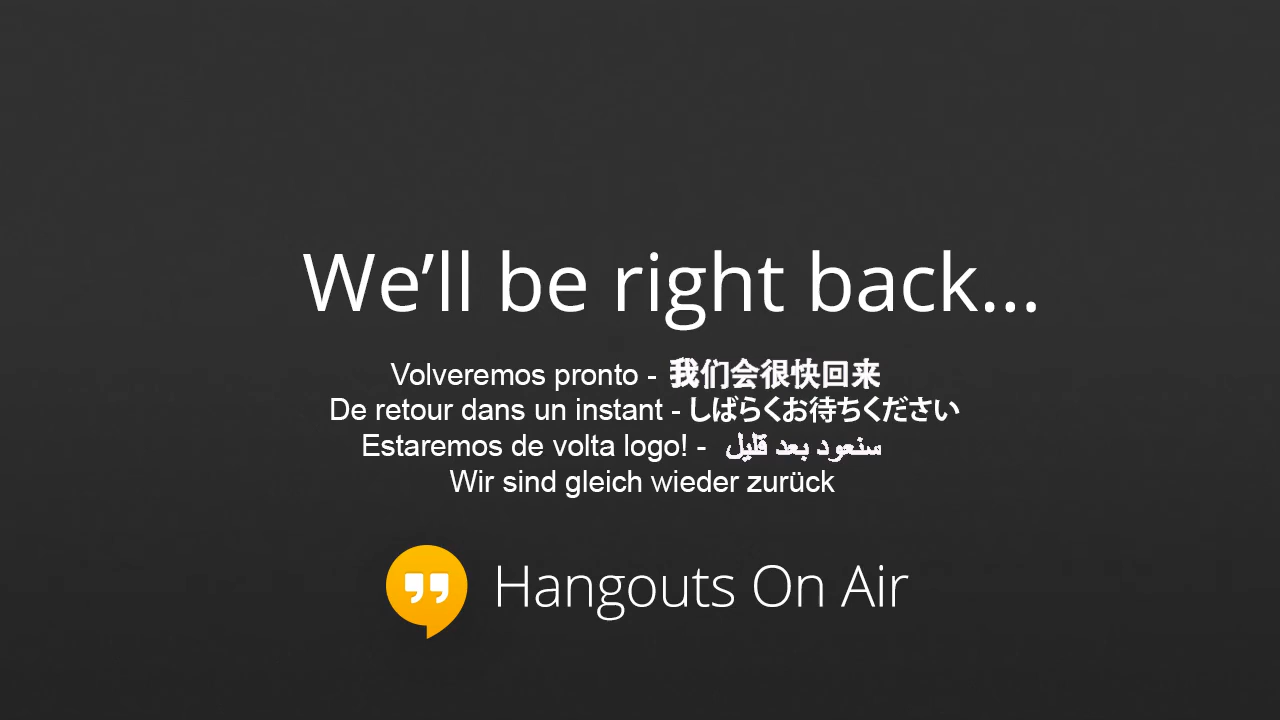 We’ll be right back...
Volveremos pronto - 我们会很快回来
De retour dans un instant - しばらくお待ちください
Estaremos de volta logo! - سنعود بعد قليل
Wir sind gleich wieder zurück
Hangouts On Air